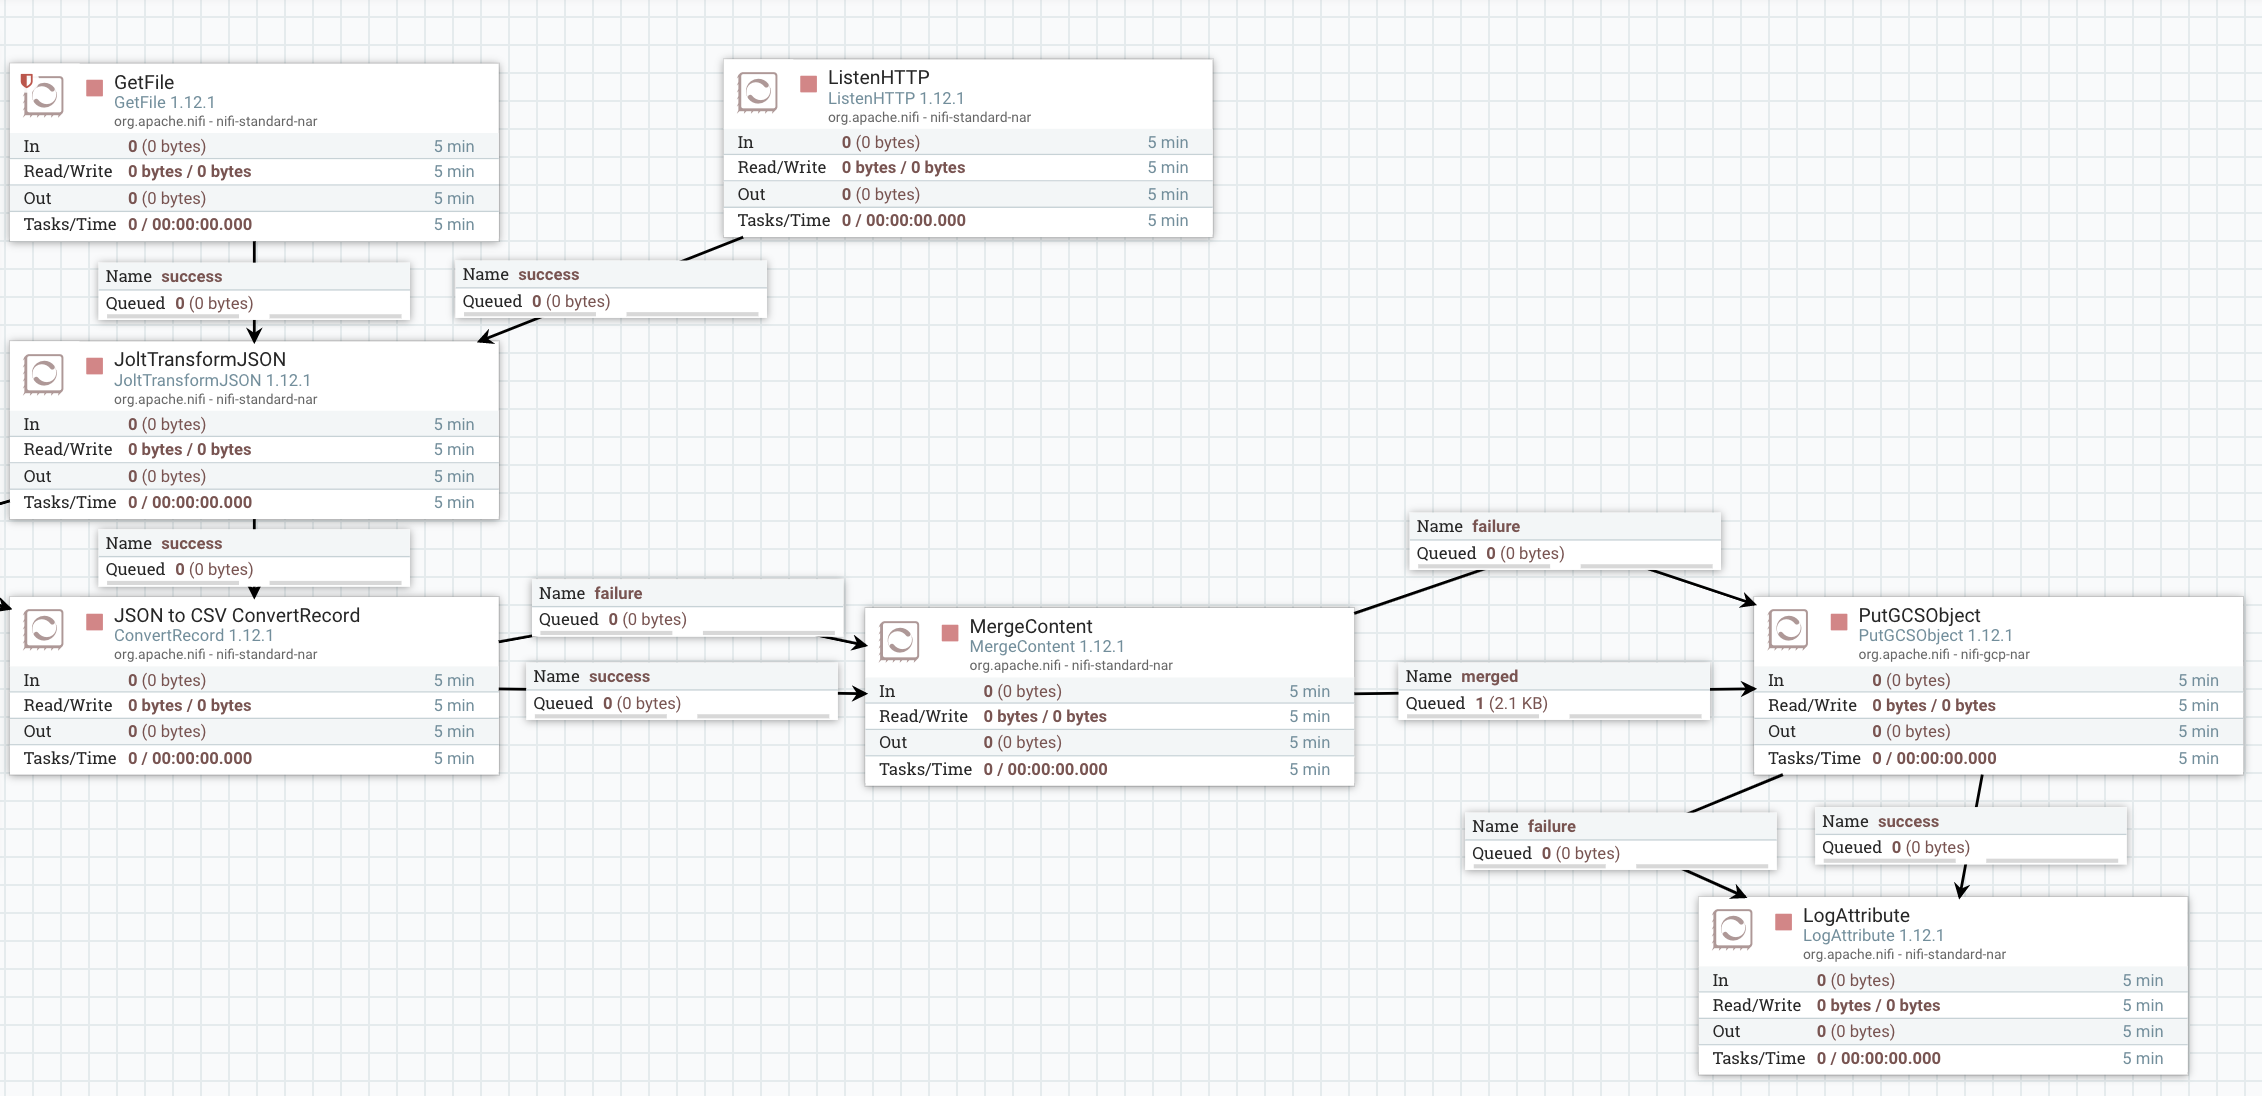 GetFile
GetFile 1.12.1
org.apache.nifi - nifi-standard-nar
In 0 (0 bytes) 5 min
Read/Write 0 bytes / 0 bytes 5 min
Out 0 (0 bytes) 5 min
Tasks/Time 0 / 00:00:00.000 5 min
ListenHTTP
ListenHTTP 1.12.1
org.apache.nifi - nifi-standard-nar
In 0 (0 bytes) 5 min
Read/Write 0 bytes / 0 bytes 5 min
Out 0 (0 bytes) 5 min
Tasks/Time 0 / 00:00:00.000 5 min
Name success
Queued 0 (0 bytes)
Name success
Queued 0 (0 bytes)
JoltTransformJSON
JoltTransformJSON 1.12.1
org.apache.nifi - nifi-standard-nar
In 0 (0 bytes) 5 min
Read/Write 0 bytes / 0 bytes 5 min
Out 0 (0 bytes) 5 min
Tasks/Time 0 / 00:00:00.000 5 min
Name success
Queued 0 (0 bytes)
JSON to CSV ConvertRecord
ConvertRecord 1.12.1
org.apache.nifi - nifi-standard-nar
In 0 (0 bytes) 5 min
Read/Write 0 bytes / 0 bytes 5 min
Out 0 (0 bytes) 5 min
Tasks/Time 0 / 00:00:00.000 5 min
Name failure
Queued 0 (0 bytes)
Name success
Queued 0 (0 bytes)
MergeContent
MergeContent 1.12.1
org.apache.nifi - nifi-standard-nar
In 0 (0 bytes) 5 min
Read/Write 0 bytes / 0 bytes 5 min
Out 0 (0 bytes) 5 min
Tasks/Time 0 / 00:00:00.000 5 min
Name failure
Queued 0 (0 bytes)
Name merged
Queued 1 (2.1 KB)
PutGCSObject
PutGCSObject 1.12.1
org.apache.nifi - nifi-gcp-nar
In 0 (0 bytes) 5 min
Read/Write 0 bytes / 0 bytes 5 min
Out 0 (0 bytes) 5 min
Tasks/Time 0 / 00:00:00.000 5 min
Name failure
Queued 0 (0 bytes)
Name success
Queued 0 (0 bytes)
LogAttribute
LogAttribute 1.12.1
org.apache.nifi - nifi-standard-nar
In 0 (0 bytes) 5 min
Read/Write 0 bytes / 0 bytes 5 min
Out 0 (0 bytes) 5 min
Tasks/Time 0 / 00:00:00.000 5 min